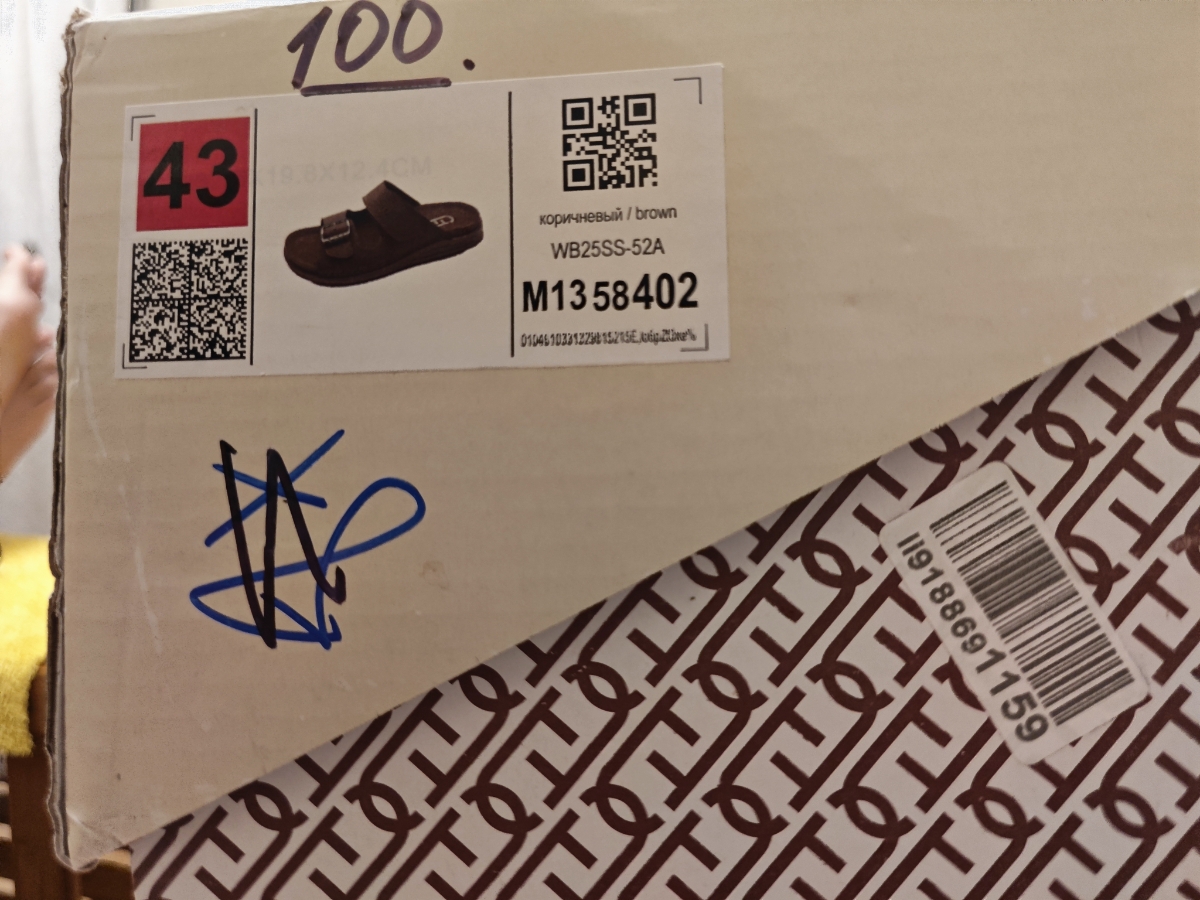 100.
43
коричневый / brown
WB25SS-52A
M1358402
ii9188691159